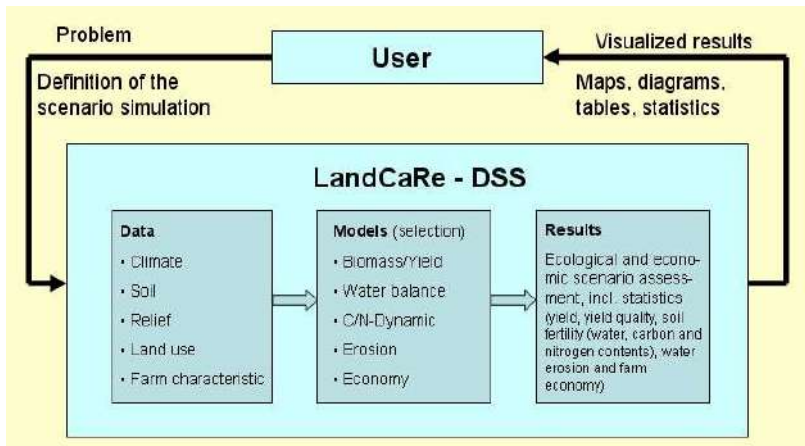 Problem
Definition of the
scenario simulation
User
Visualized results
Maps, diagrams,
tables, statistics
LandCaRe - DSS
Data
• Climate
• Soil
• Relief
• Land use
• Farm characteristic
Models (selection)
• Biomass/Yield
• Water balance
• C/N-Dynamic
• Erosion
• Economy
Results
Ecological and econo-
mic scenario assess-
ment, incl. statistics
(yield, yield quality, soil
fertility (water, carbon and
nitrogen contents), water
erosion and farm
economy)